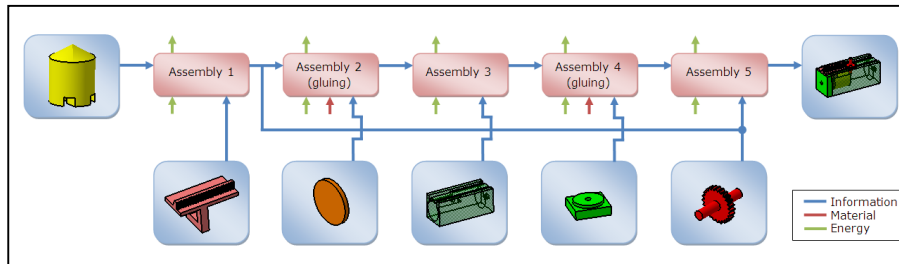 Assembly 1
Assembly 2
(gluing)
Assembly 3
Assembly 4
(gluing)
Assembly 5
Information
Material
Energy